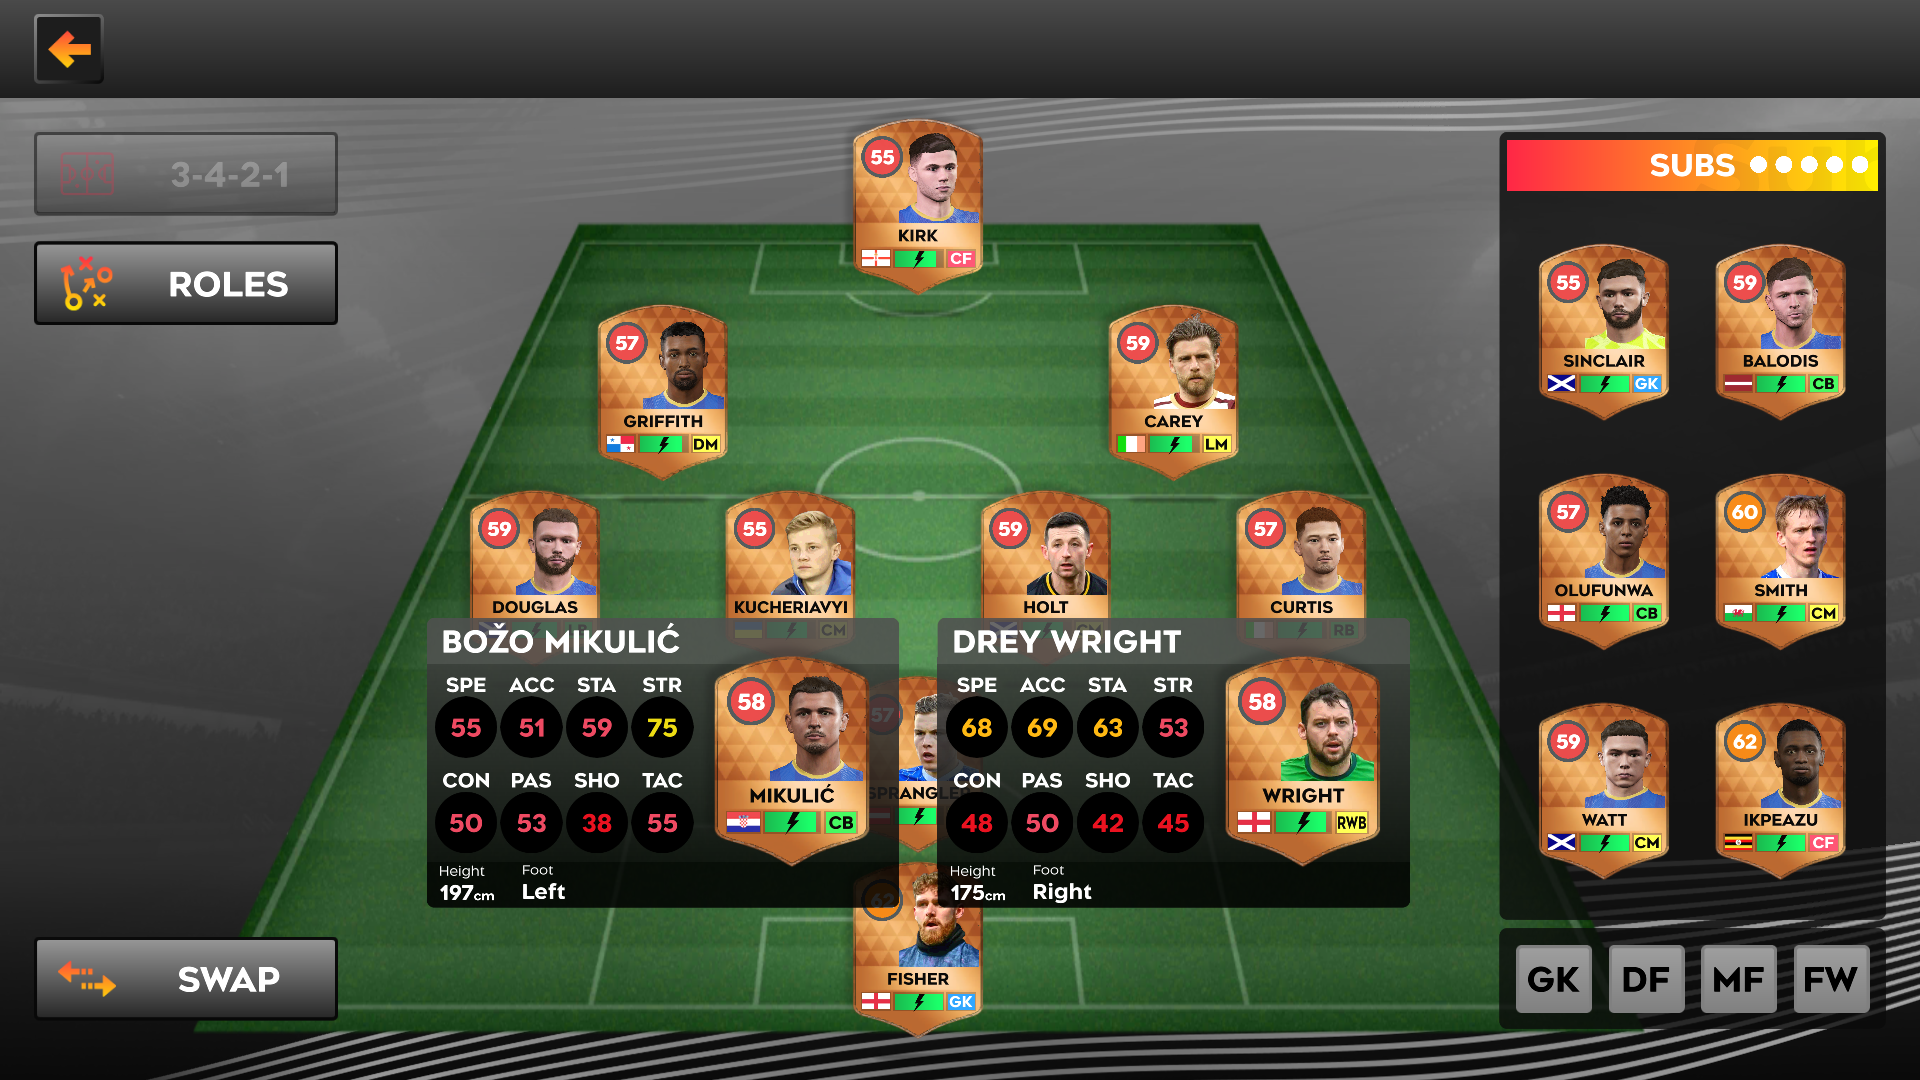 3-4-2-1
ROLES
SWAP
55
KIRK
CF
57
GRIFFITH
DM
59
CAREY
LM
59
DOUGLAS
55
KUCHERIAVYI
CM
59
HOLT
CM
57
CURTIS
RB
BOŽO MIKULIĆ
SPE ACC STA STR
55 51 59 75
CON PAS SHO TAC
50 53 38 55
Height Foot
197cm Left
58
MIKULIĆ
CB
57
DREY WRIGHT
SPE ACC STA STR
68 69 63 53
CON PAS SHO TAC
48 50 42 45
Height Foot
175cm Right
58
WRIGHT
RWB
62
FISHER
GK
SUBS
55
SINCLAIR
GK
59
BALODIS
CB
57
OLUFUNWA
CB
60
SMITH
CM
59
WATT
CM
62
IKPEAZU
CF
GK DF MF FW